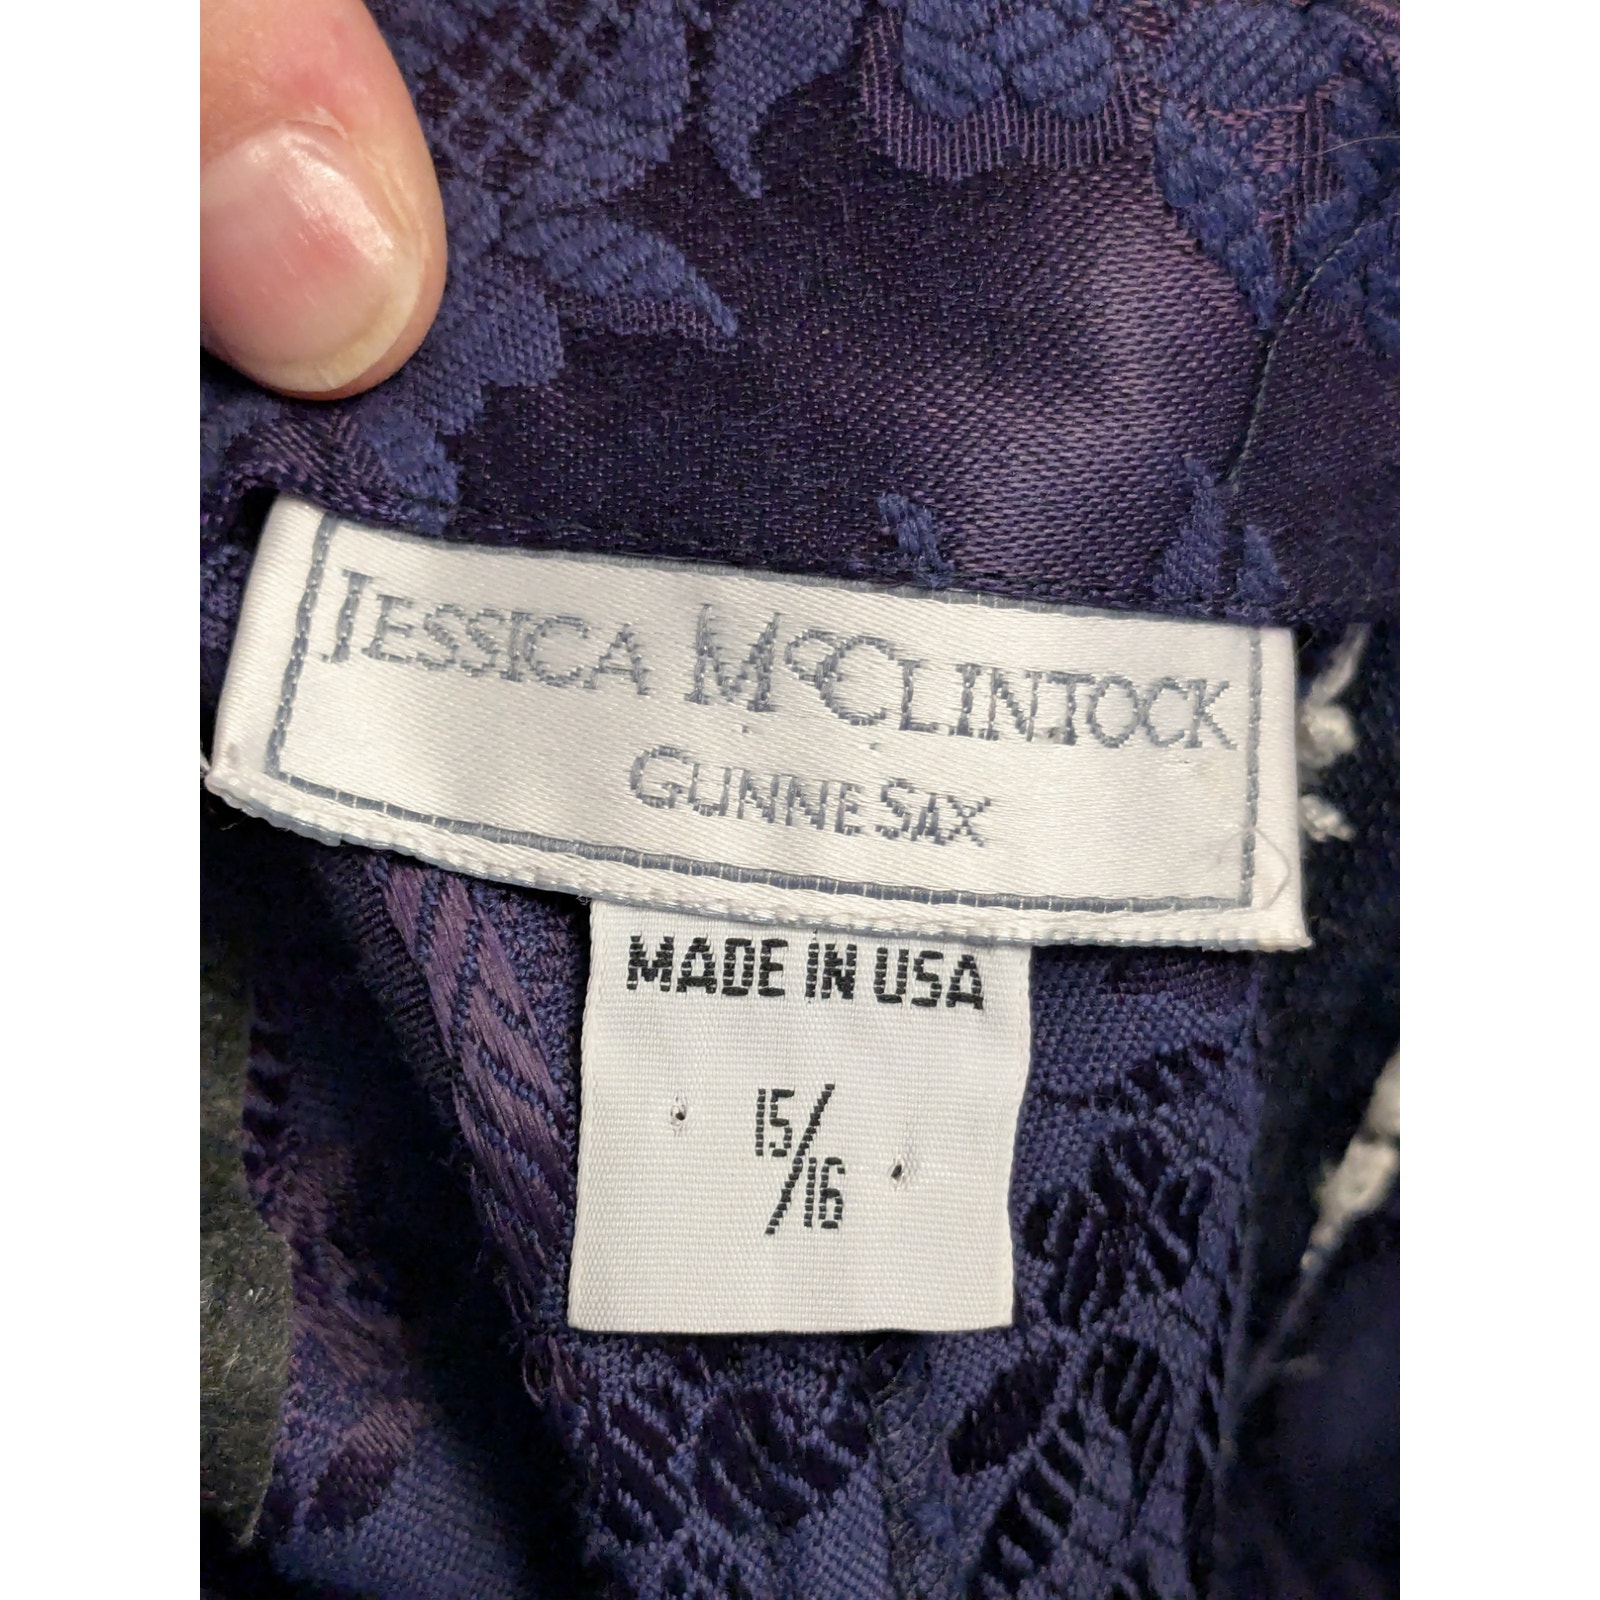 JESSICA McCLINTOCK
GUNNE SAX
MADE IN USA
15/16